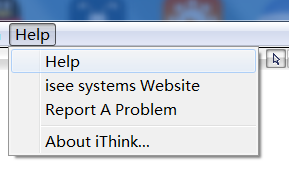 Help
Help
isee systems Website
Report A Problem
About iThink...